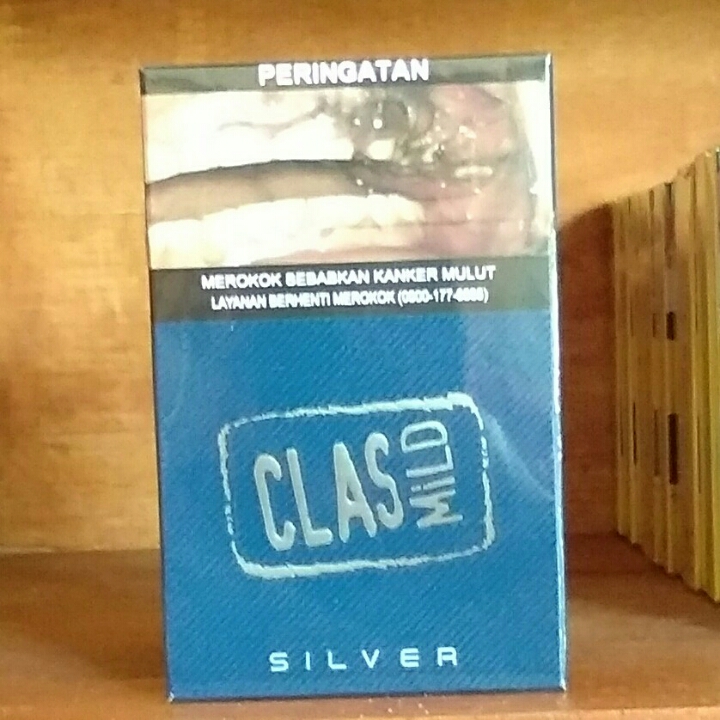 PERINGATAN
MEROKOK SEBABKAN KANKER MULUT
LAYANAN BERHENTI MEROKOK (0800-177-6565)
CLAS MILD
SILVER